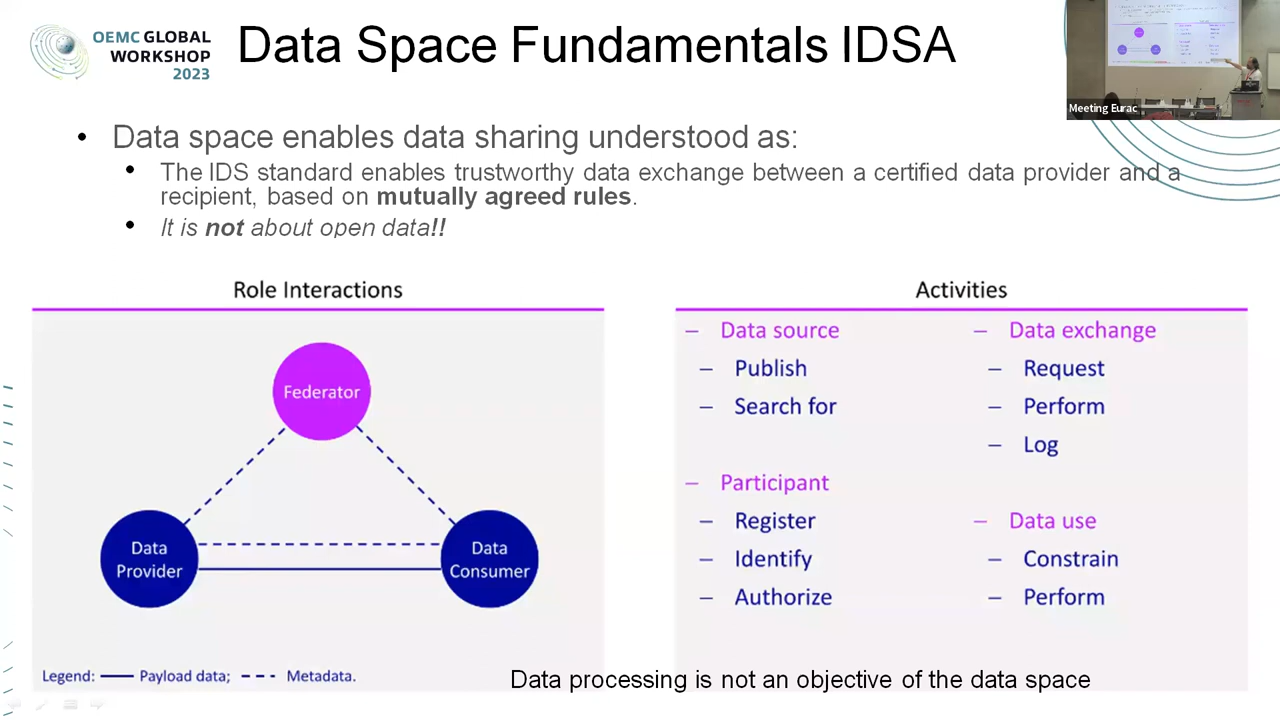 OEMC GLOBAL
WORKSHOP
2023
Data Space Fundamentals IDSA
Meeting Eurac
• Data space enables data sharing understood as:
• The IDS standard enables trustworthy data exchange between a certified data provider and a
recipient, based on mutually agreed rules.
• It is not about open data!!
Role Interactions
Federator
Data
Provider
Data
Consumer
Legend: Payload data; Metadata.
Activities
– Data source
– Publish
– Search for
– Participant
– Register
– Identify
– Authorize
– Data exchange
– Request
– Perform
– Log
– Data use
– Constrain
– Perform
Data processing is not an objective of the data space